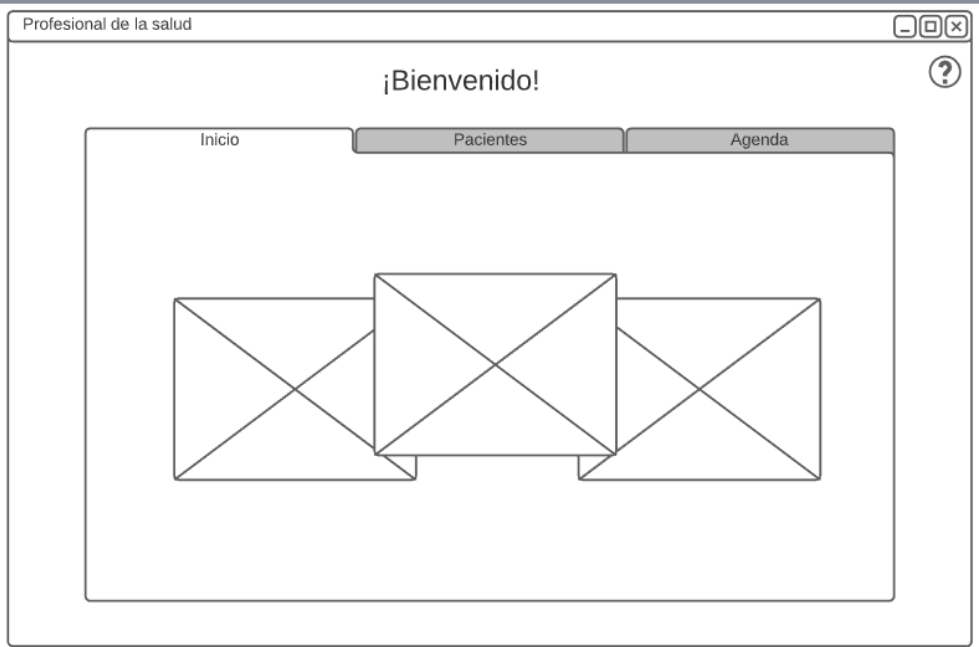 Profesional de la salud
¡Bienvenido!
?
Inicio
Pacientes
Agenda